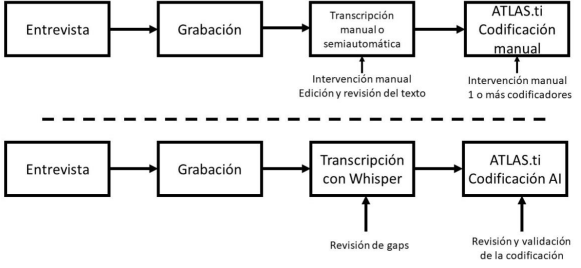 Entrevista
Grabación
Transcripción
manual o
semiautomática
ATLAS.ti
Codificación
manual
Intervención manual
Edición y revisión del texto
Intervención manual
1 o más codificadores
Entrevista
Grabación
Transcripción
con Whisper
ATLAS.ti
Codificación AI
Revisión de gaps
Revisión y validación
de la codificación